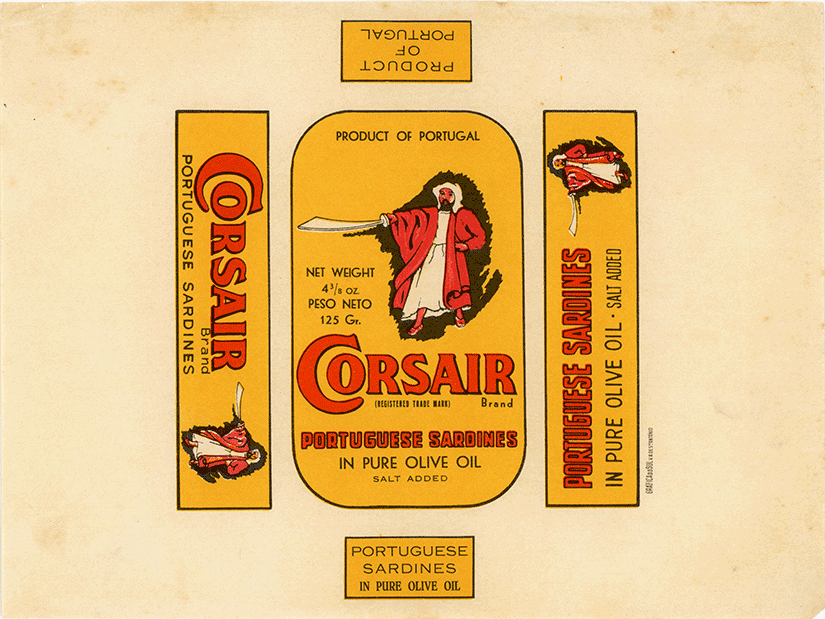 PRODUCT
OF
PORTUGAL
CORSAIR
Brand
PORTUGUESE SARDINES
PRODUCT OF PORTUGAL
NET WEIGHT
4 3/8 OZ.
PESO NETO
125 Gr.
CORSAIR
(REGISTERED TRADE MARK)
Brand
PORTUGUESE SARDINES
IN PURE OLIVE OIL
SALT ADDED
PORTUGUESE SARDINES
IN PURE OLIVE OIL · SALT ADDED
PORTUGUESE
SARDINES
IN PURE OLIVE OIL